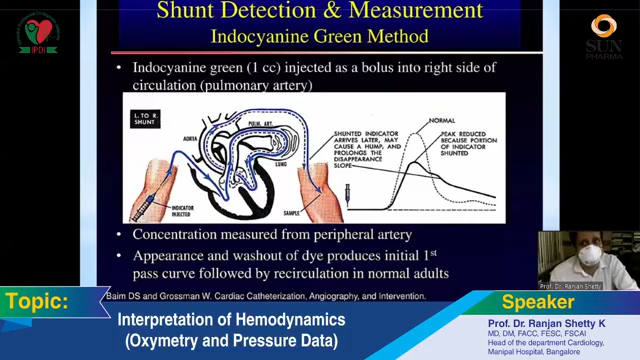 Shunt Detection & Measurement
Indocyanine Green Method
IPDI
SUN
PHARMA
• Indocyanine green (1 cc) injected as a bolus into right side of
circulation (pulmonary artery)
L. TO R.
SHUNT
AORTA
PULM. ART.
LUNG
INDICATOR
INJECTED
SAMPLE
SHUNTED INDICATOR
ARRIVES LATER, MAY
CAUSE A HUMP, AND
PROLONGS THE
DISAPPEARANCE
SLOPE
NORMAL
PEAK REDUCED
BECAUSE PORTION OF
INDICATOR
SHUNTED
• Concentration measured from peripheral artery
• Appearance and washout of dye produces initial 1st
pass curve followed by recirculation in normal adults
Baim DS and Grossman W. Cardiac Catheterization, Angiography, and Intervention.
Prof. Dr. Ranjan Shetty
Topic:
Interpretation of Hemodynamics
(Oxymetry and Pressure Data)
Speaker
Prof. Dr. Ranjan Shetty K
MD, DM, FACC, FESC, FSCAI
Head of the department Cardiology,
Manipal Hospital, Bangalore